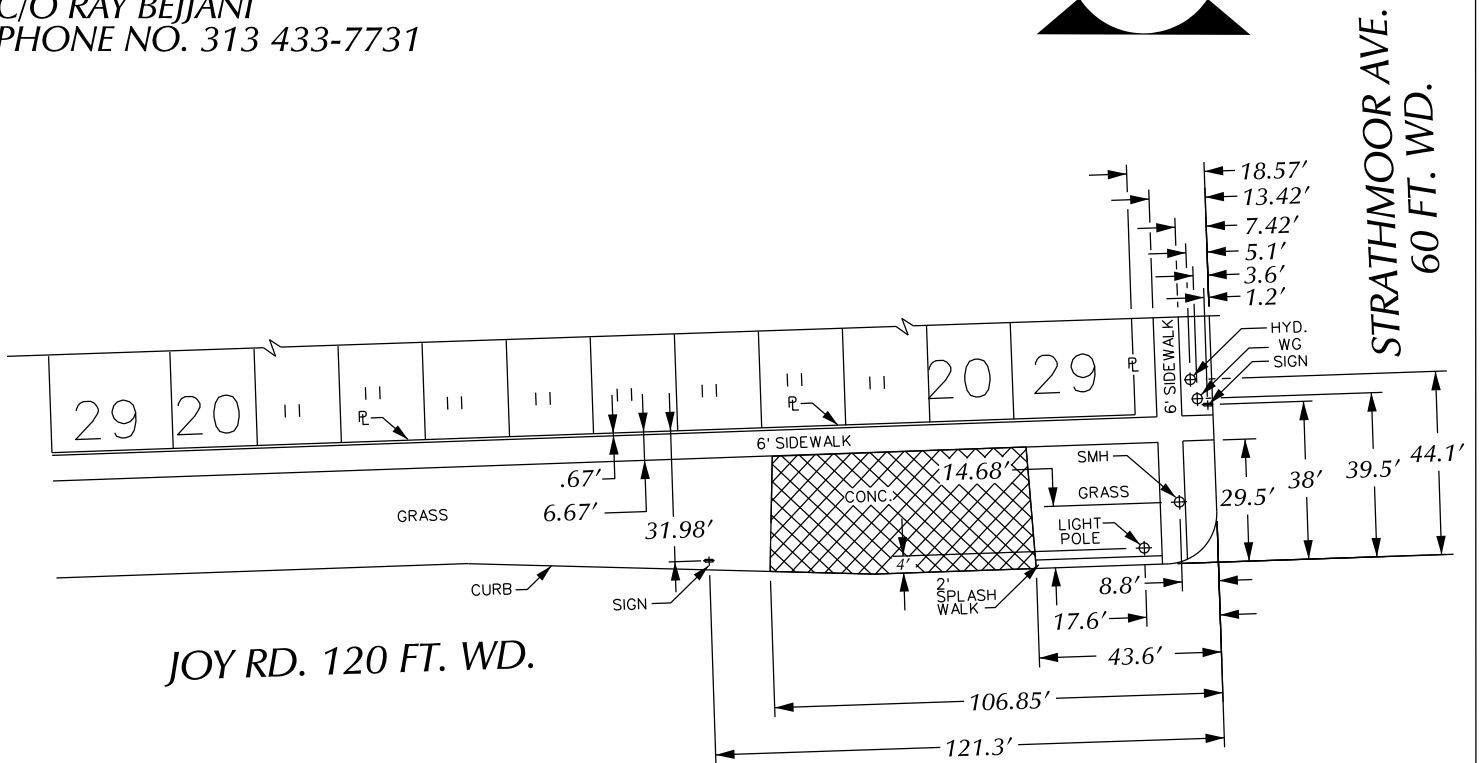 C/O RAY BEJJANI
PHONE NO. 313 433-7731
STRATHMOOR AVE.
60 FT. WD.
18.57'
13.42'
7.42'
5.1'
3.6'
1.2'
HYD.
WG
SIGN
6' SIDEWALK
29
20
"
"
"
"
"
"
"
"
20
29
PL
PL
PL
6' SIDEWALK
.67'
6.67'
31.98'
GRASS
CONC.
14.68'
GRASS
SMH
LIGHT
POLE
29.5'
38'
39.5'
44.1'
4'
2'
SPLASH
WALK
CURB
SIGN
8.8'
17.6'
43.6'
106.85'
121.3'
JOY RD. 120 FT. WD.